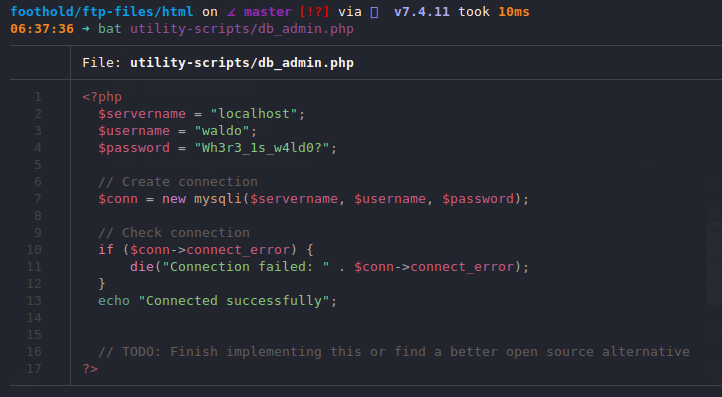 foothold/ftp-files/html on master [!?] via v7.4.11 took 10ms
06:37:36 → bat utility-scripts/db_admin.php
File: utility-scripts/db_admin.php
1 <?php
2 $servername = "localhost";
3 $username = "waldo";
4 $password = "Wh3r3_1s_w4ld0?";
5
6 // Create connection
7 $conn = new mysqli($servername, $username, $password);
8
9 // Check connection
10 if ($conn->connect_error) {
11 die("Connection failed: " . $conn->connect_error);
12 }
13 echo "Connected successfully";
14
15
16 // TODO: Finish implementing this or find a better open source alternative
17 ?>